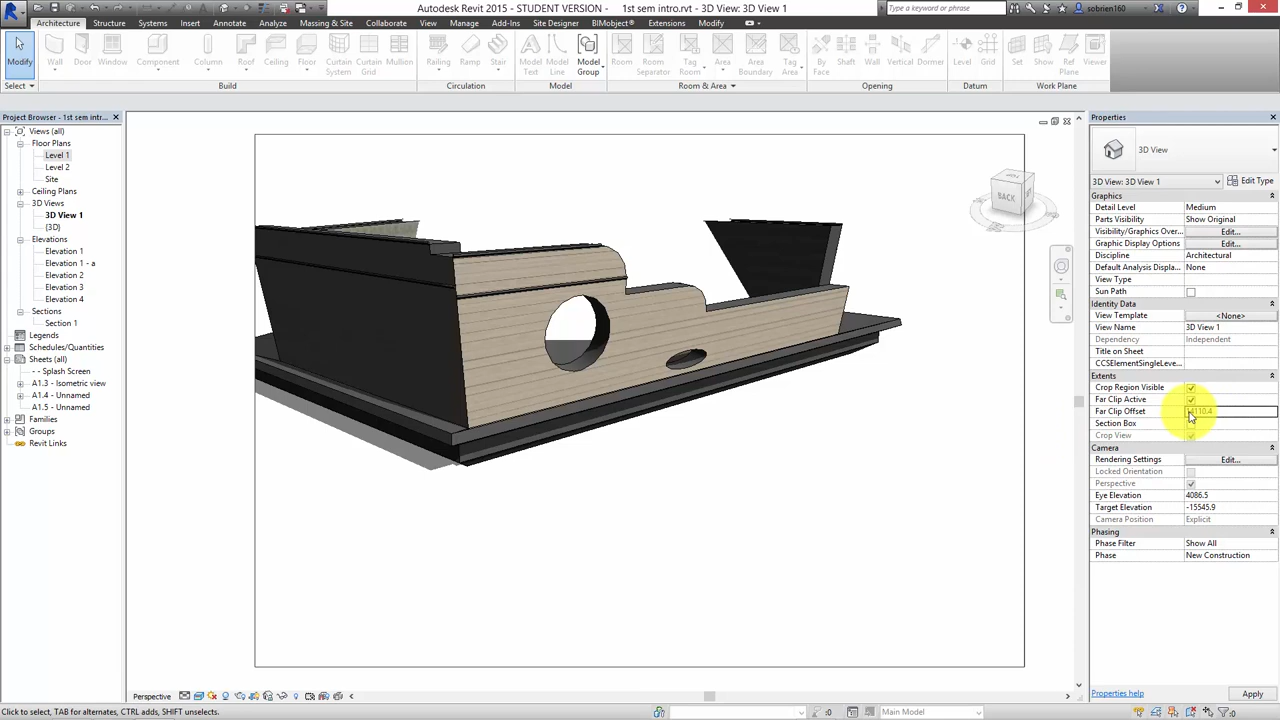 Autodesk Revit 2015 - STUDENT VERSION - 1st sem intro.rvt - 3D View: 3D View 1
Type a keyword or phrase
sobrien160
Architecture Structure Systems Insert Annotate Analyze Massing & Site Collaborate View Manage Add-Ins Site Designer BIMobject® Extensions Modify
Modify Wall Door Window Component Column Roof Ceiling Floor Curtain System Curtain Grid Mullion Railing Ramp Stair Model Text Model Line Model Group Room Room Separator Tag Room Area Area Boundary Tag Area By Face Shaft Wall Vertical Dormer Level Grid Set Show Ref Plane Viewer
Select Build Circulation Model Room & Area Opening Datum Work Plane
Project Browser - 1st sem intr...
Views (all)
Floor Plans
Level 1
Level 2
Site
Ceiling Plans
3D Views
3D View 1
{3D}
Elevations
Elevation 1
Elevation 1 - a
Elevation 2
Elevation 3
Elevation 4
Sections
Section 1
Legends
Schedules/Quantities
Sheets (all)
- - Splash Screen
A1.3 - Isometric view
A1.4 - Unnamed
A1.5 - Unnamed
Families
Groups
Revit Links
BACK
Properties
3D View
3D View: 3D View 1 Edit Type
Graphics
Detail Level Medium
Parts Visibility Show Original
Visibility/Graphics Over... Edit...
Graphic Display Options Edit...
Discipline Architectural
Default Analysis Displa... None
View Type
Sun Path
Identity Data
View Template <None>
View Name 3D View 1
Dependency Independent
Title on Sheet
CCSElementSingleLeve...
Extents
Crop Region Visible
Far Clip Active
Far Clip Offset
Section Box
Crop View
Camera
Rendering Settings Edit...
Locked Orientation
Perspective
Eye Elevation 4086.5
Target Elevation -15545.9
Camera Position Explicit
Phasing
Phase Filter Show All
Phase New Construction
Properties help Apply
Perspective
Click to select, TAB for alternates, CTRL adds, SHIFT unselects.
:0 Main Model :0